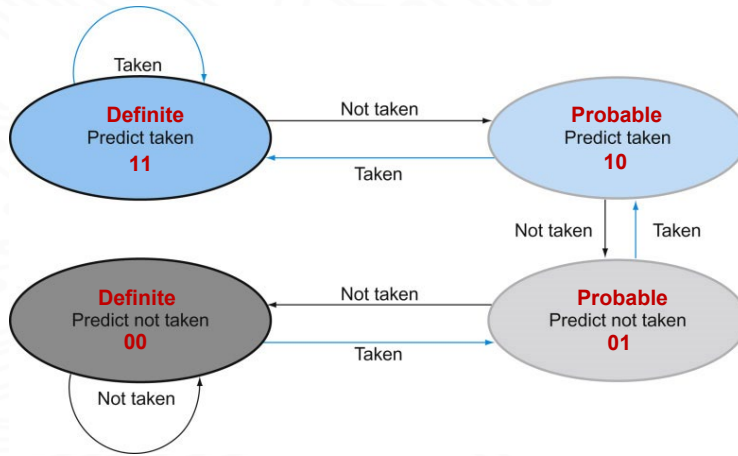 Taken
Definite
Predict taken
11
Not taken
Taken
Probable
Predict taken
10
Not taken
Taken
Definite
Predict not taken
00
Not taken
Taken
Probable
Predict not taken
01
Not taken